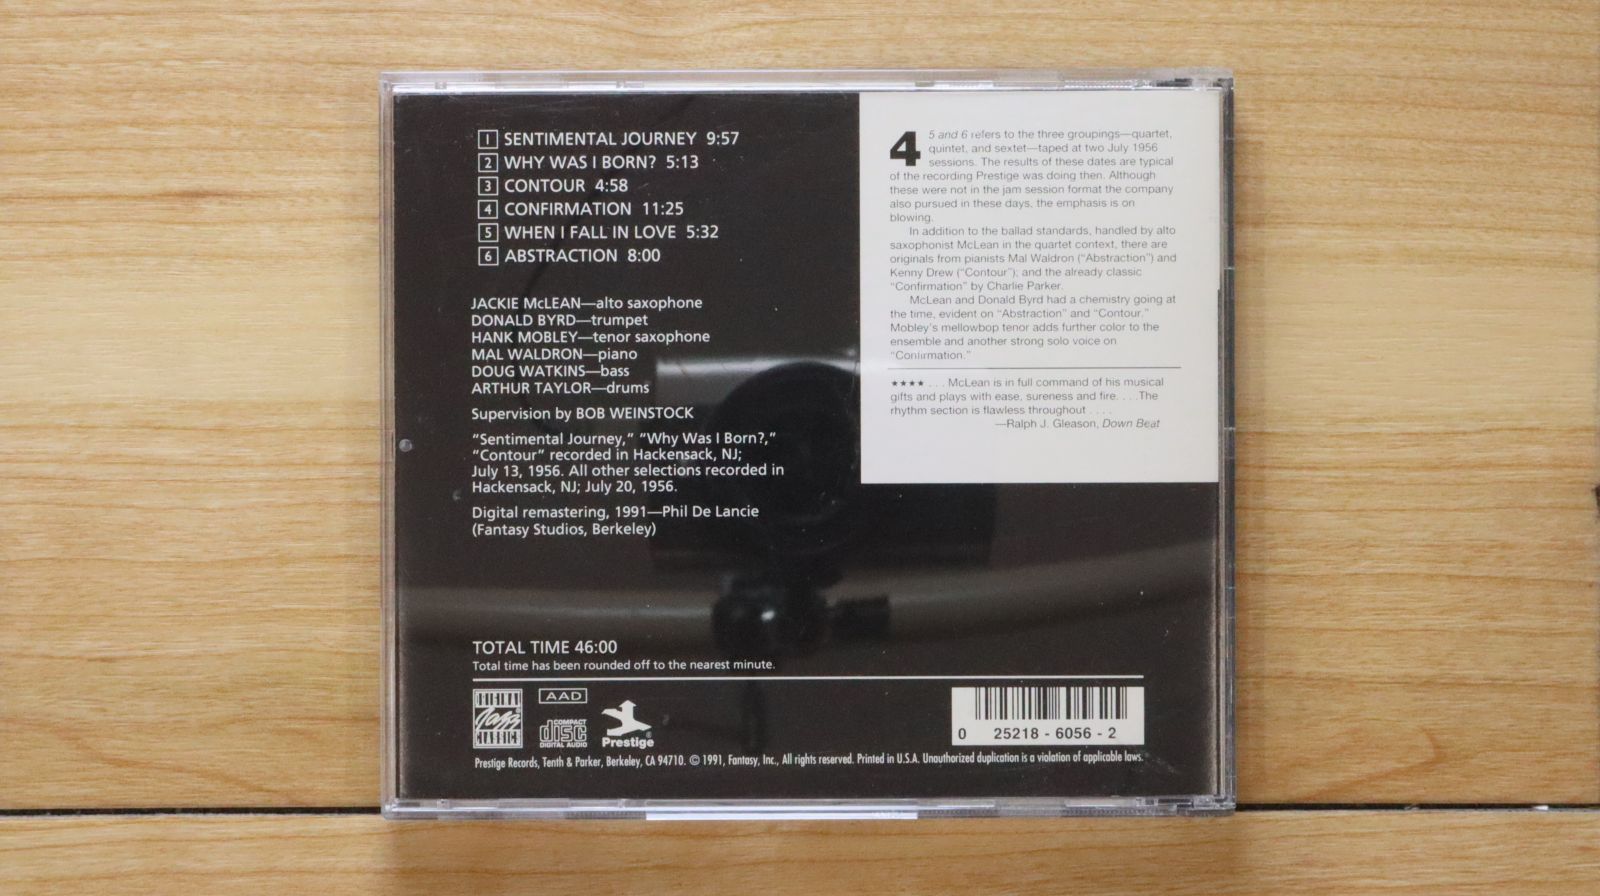 1 SENTIMENTAL JOURNEY 9:57
2 WHY WAS I BORN? 5:13
3 CONTOUR 4:58
4 CONFIRMATION 11:25
5 WHEN I FALL IN LOVE 5:32
6 ABSTRACTION 8:00
JACKIE McLEAN—alto saxophone
DONALD BYRD—trumpet
HANK MOBLEY—tenor saxophone
MAL WALDRON—piano
DOUG WATKINS—bass
ARTHUR TAYLOR—drums
Supervision by BOB WEINSTOCK
“Sentimental Journey,” “Why Was I Born?,”
“Contour” recorded in Hackensack, NJ;
July 13, 1956. All other selections recorded in
Hackensack, NJ; July 20, 1956.
Digital remastering, 1991—Phil De Lancie
(Fantasy Studios, Berkeley)
4 5 and 6 refers to the three groupings—quartet,
quintet, and sextet—taped at two July 1956
sessions. The results of these dates are typical
of the recording Prestige was doing then. Although
these were not in the jam session format the company
also pursued in these days, the emphasis is on
blowing.
In addition to the ballad standards, handled by alto
saxophonist McLean in the quartet context, there are
originals from pianists Mal Waldron (“Abstraction”) and
Kenny Drew (“Contour”); and the already classic
“Confirmation” by Charlie Parker.
McLean and Donald Byrd had a chemistry going at
the time, evident on “Abstraction” and “Contour.”
Mobley's mellowbop tenor adds further color to the
ensemble and another strong solo voice on
“Confirmation.”
★★★★ . . . McLean is in full command of his musical
gifts and plays with ease, sureness and fire. . . .The
rhythm section is flawless throughout . . . .
—Ralph J. Gleason, Down Beat
TOTAL TIME 46:00
Total time has been rounded off to the nearest minute.
ORIGINAL
Jazz
CLASSICS
AAD
COMPACT
disc
DIGITAL AUDIO
Prestige®
0 25218 - 6056 - 2
Prestige Records, Tenth & Parker, Berkeley, CA 94710. © 1991, Fantasy, Inc., All rights reserved. Printed in U.S.A. Unauthorized duplication is a violation of applicable laws.